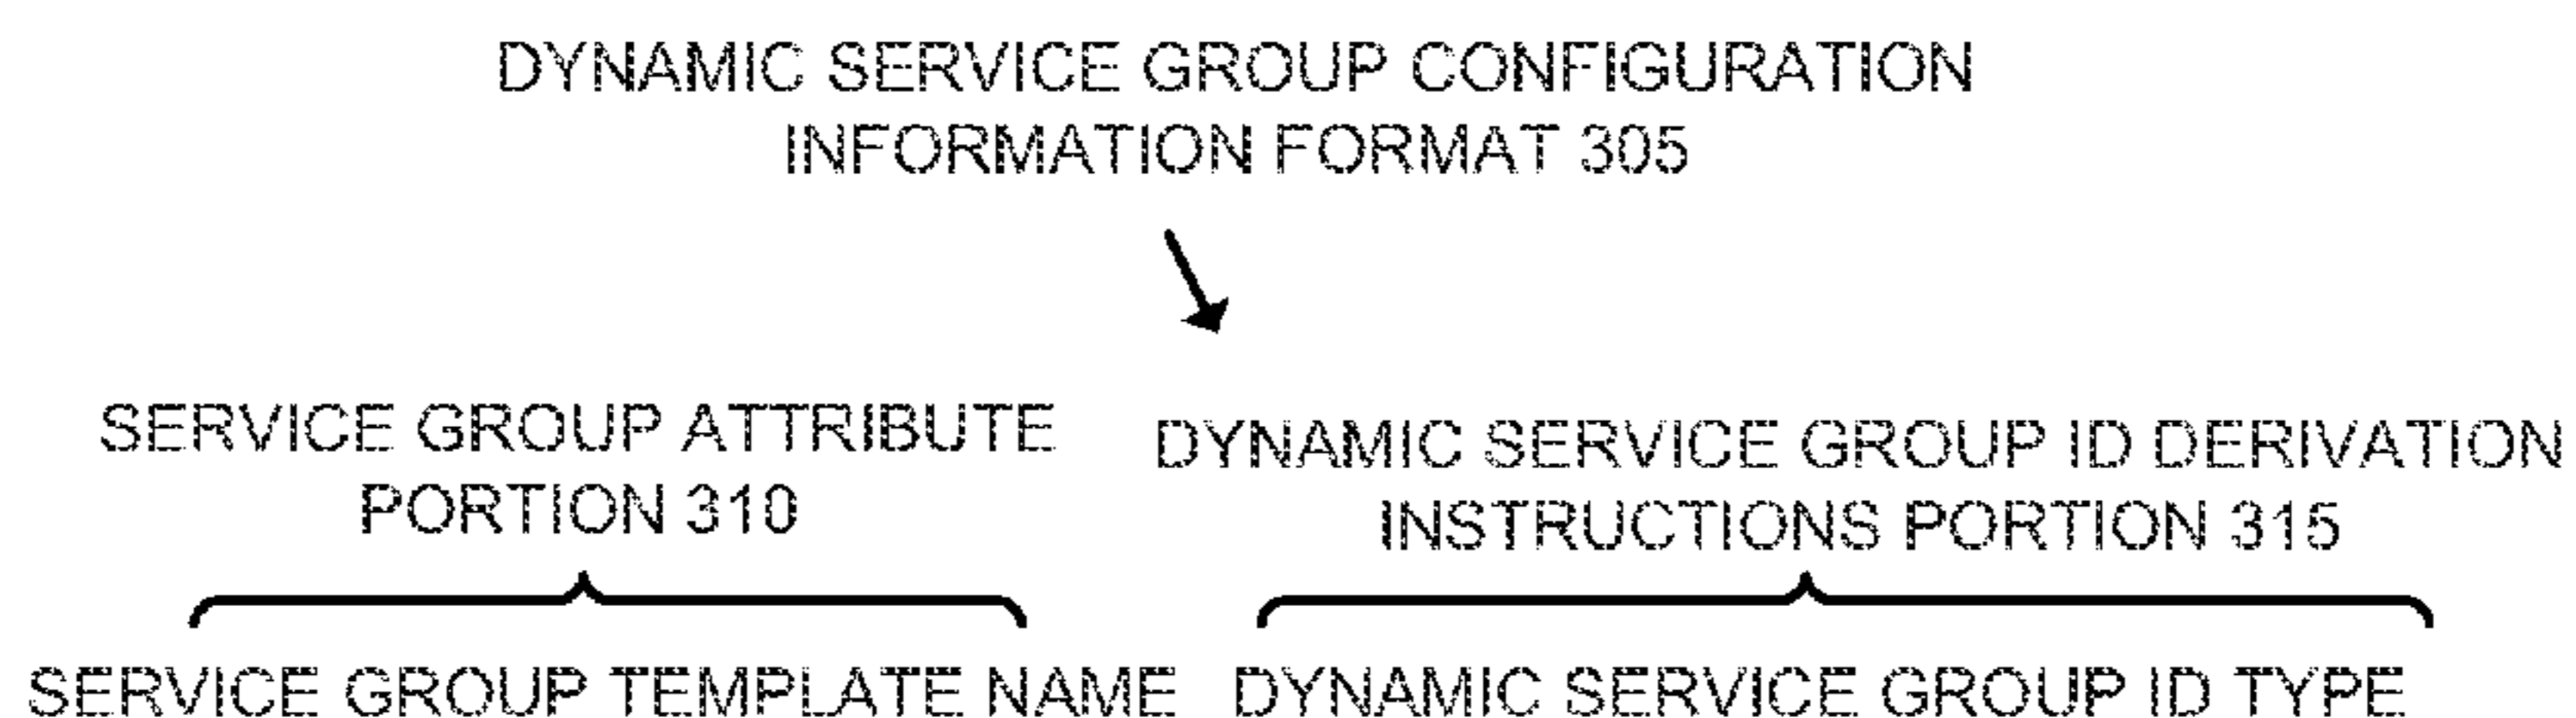 DYNAMIC SERVICE GROUP CONFIGURATION
INFORMATION FORMAT 305
SERVICE GROUP ATTRIBUTE
PORTION 310
DYNAMIC SERVICE GROUP ID DERIVATION
INSTRUCTIONS PORTION 315
SERVICE GROUP TEMPLATE NAME
DYNAMIC SERVICE GROUP ID TYPE